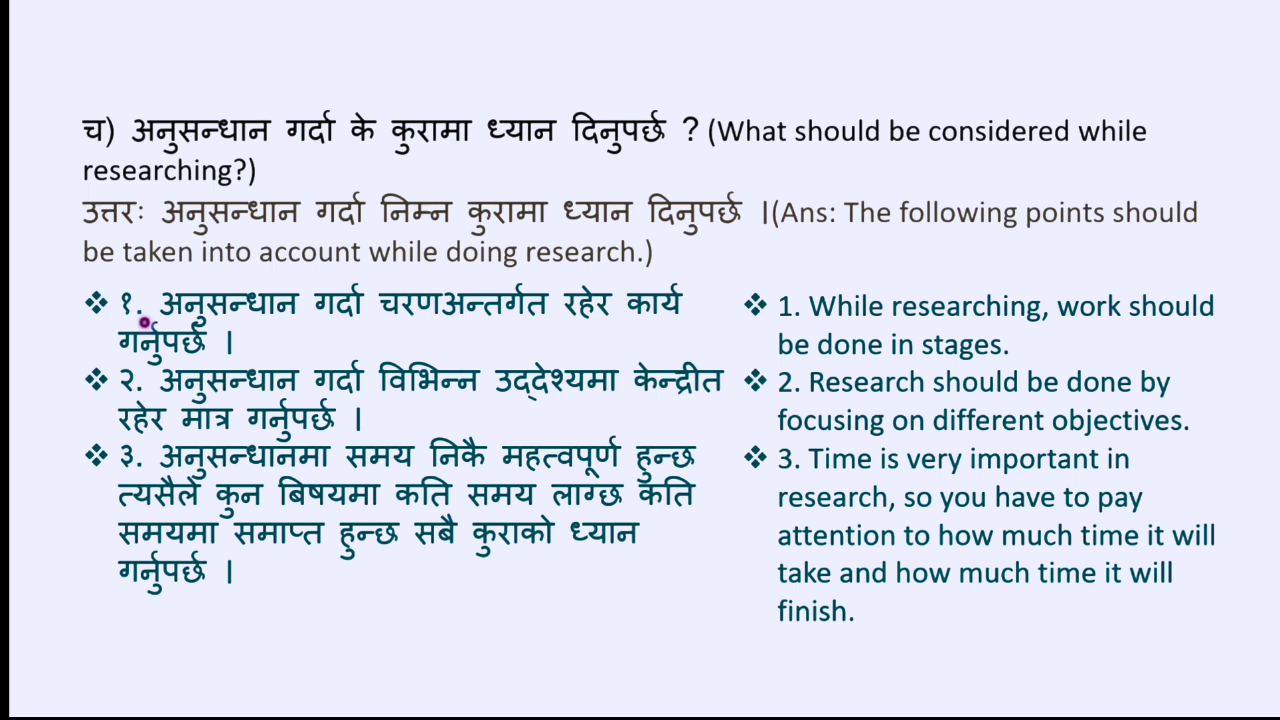 च) अनुसन्धान गर्दा के कुरामा ध्यान दिनुपर्छ ? (What should be considered while
researching?)
उत्तरः अनुसन्धान गर्दा निम्न कुरामा ध्यान दिनुपर्छ ।(Ans: The following points should
be taken into account while doing research.)
❖ १. अनुसन्धान गर्दा चरणअन्तर्गत रहेर कार्य
गर्नुपर्छ ।
❖ २. अनुसन्धान गर्दा विभिन्न उद्देश्यमा केन्द्रीत
रहेर मात्र गर्नुपर्छ ।
❖ ३. अनुसन्धानमा समय निकै महत्वपूर्ण हुन्छ
त्यसैले कुन बिषयमा कति समय लाग्छ कति
समयमा समाप्त हुन्छ सबै कुराको ध्यान
गर्नुपर्छ ।
❖ 1. While researching, work should
be done in stages.
❖ 2. Research should be done by
focusing on different objectives.
❖ 3. Time is very important in
research, so you have to pay
attention to how much time it will
take and how much time it will
finish.